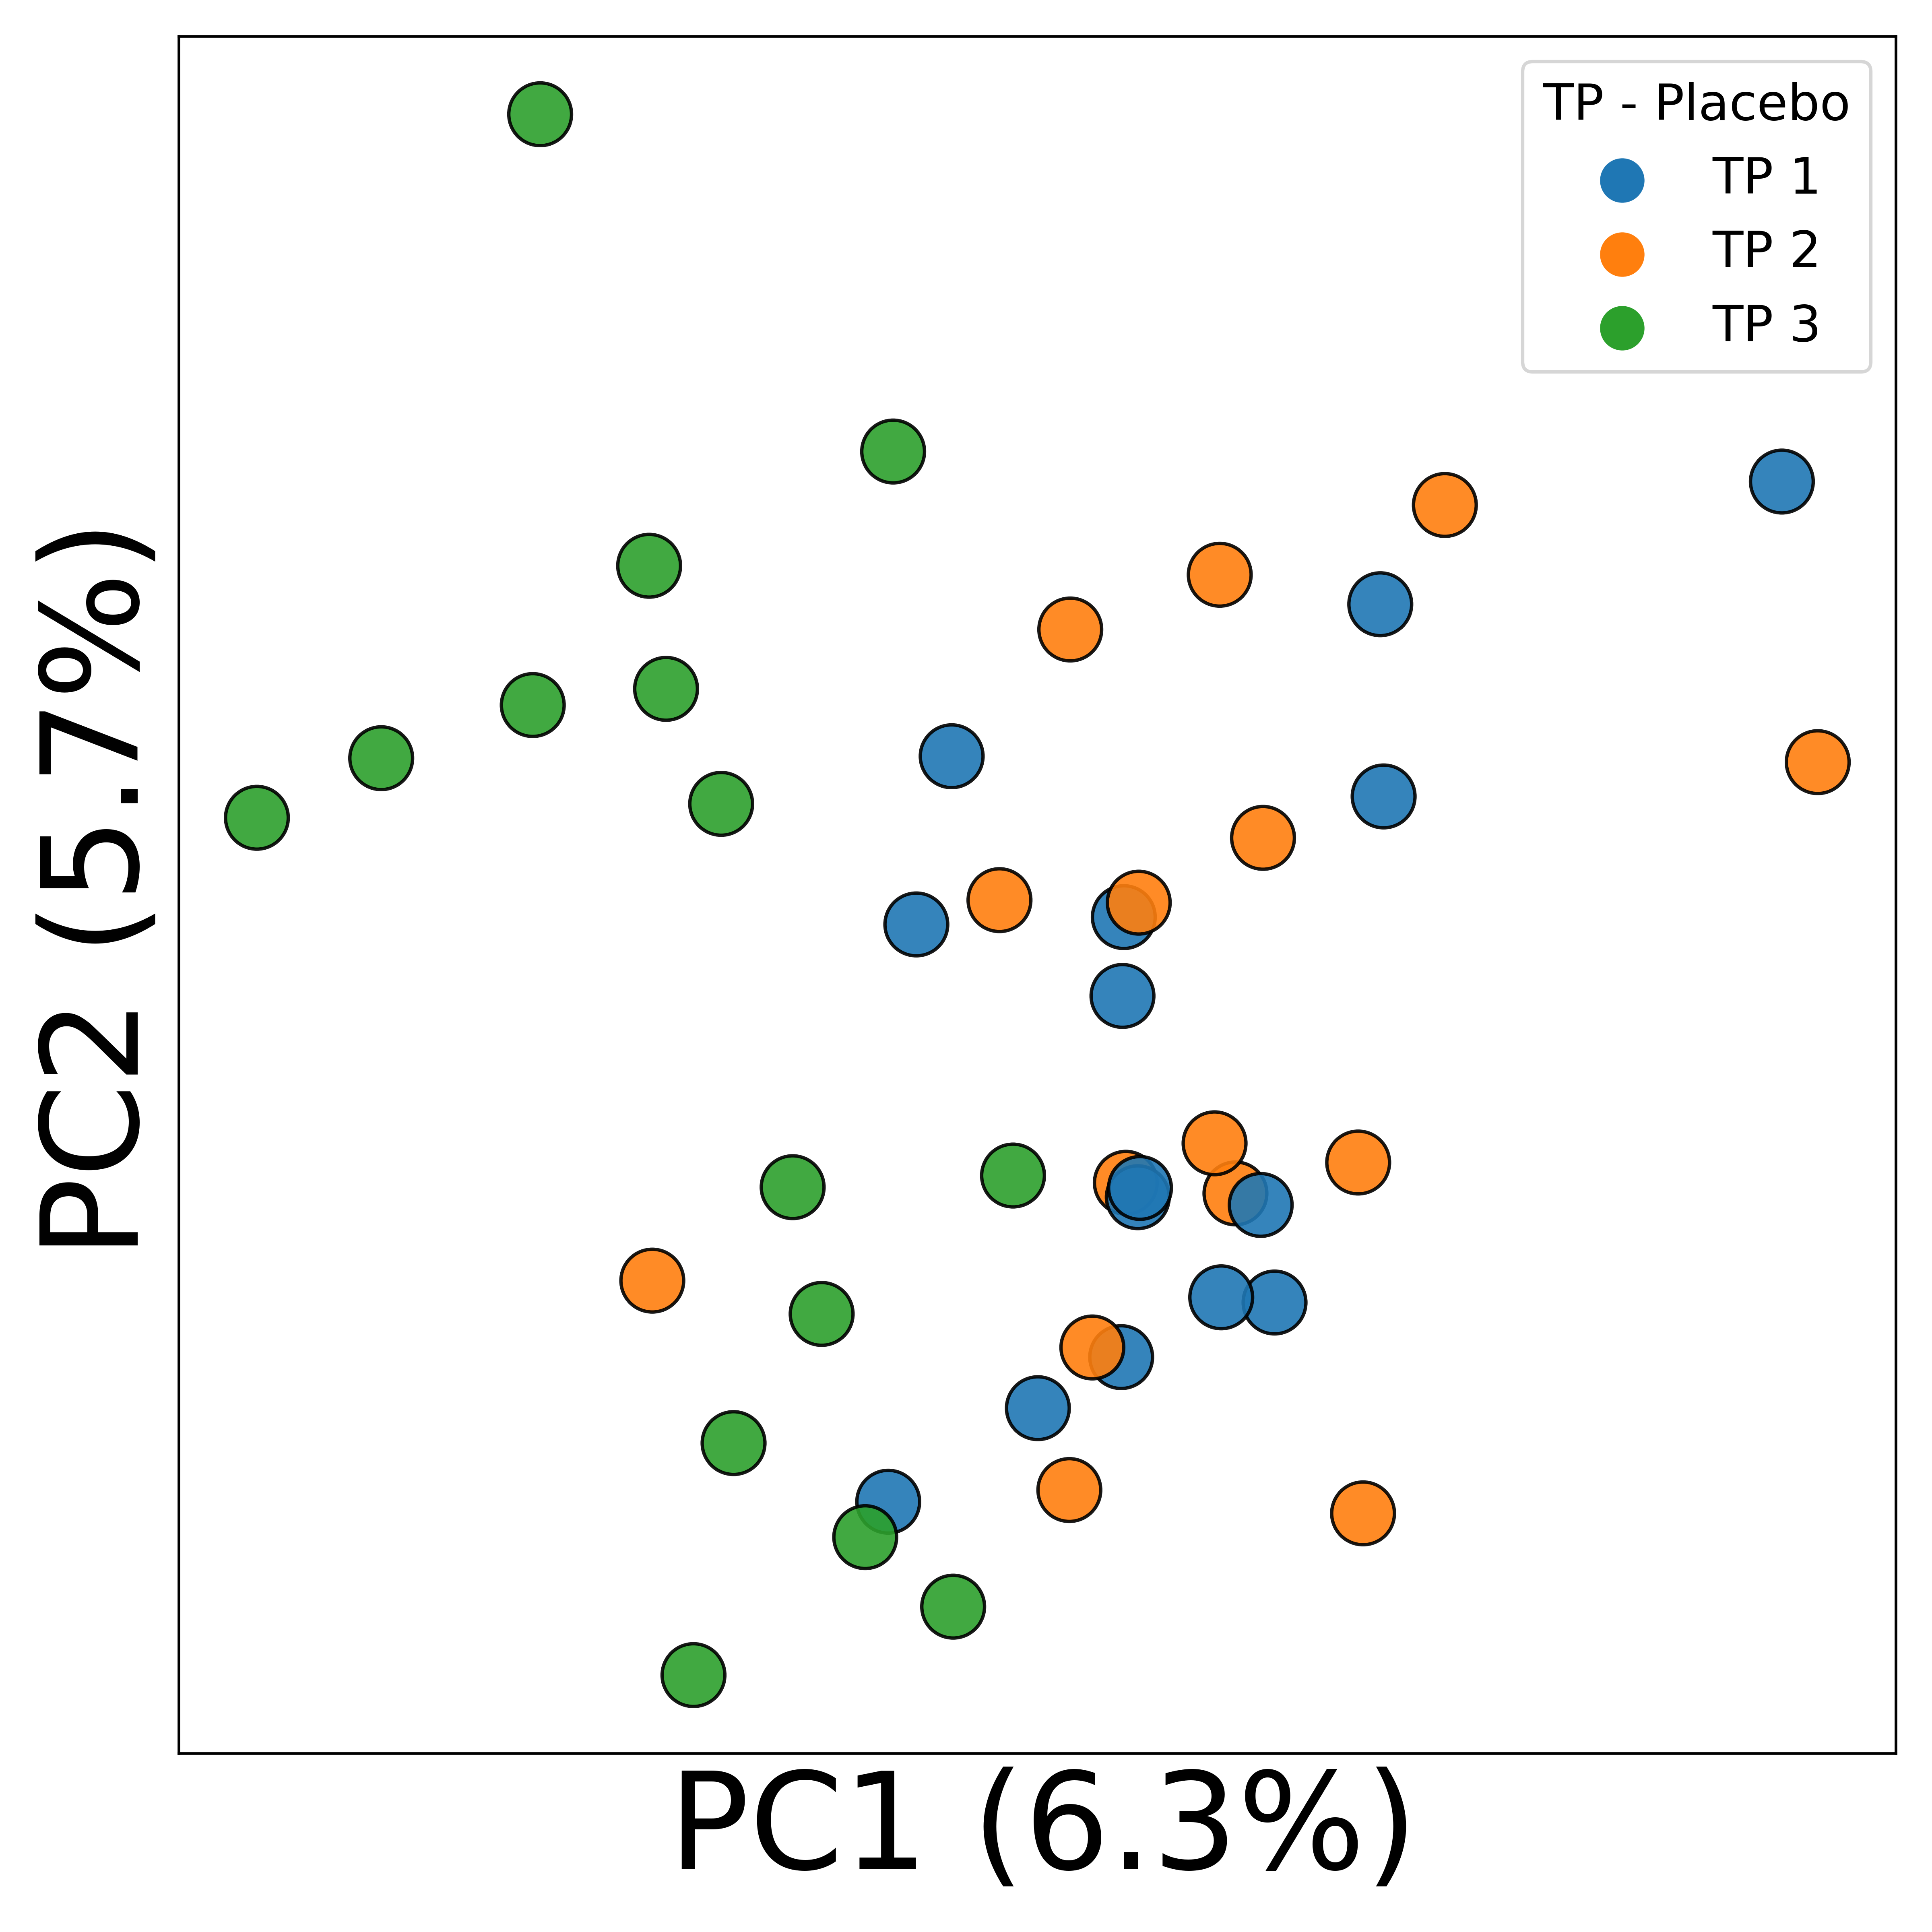 TP - Placebo
TP 1
TP 2
TP 3
PC2 (5.7%)
PC1 (6.3%)